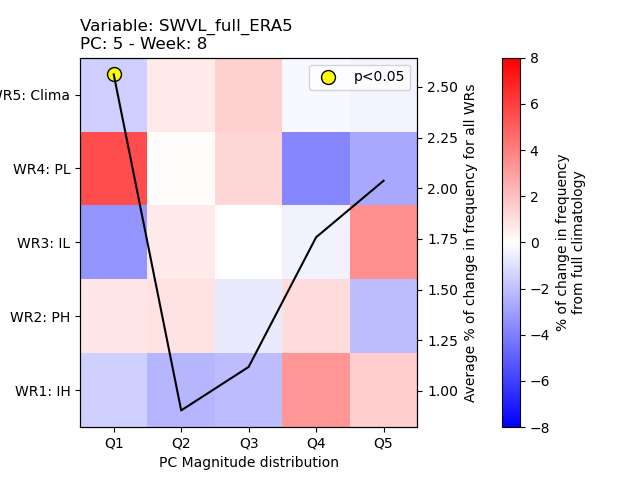 Variable: SWVL_full_ERA5
PC: 5 - Week: 8
p<0.05
WR5: Clima
WR4: PL
WR3: IL
WR2: PH
WR1: IH
Q1 Q2 Q3 Q4 Q5
PC Magnitude distribution
2.50
2.25
2.00
1.75
1.50
1.25
1.00
Average % of change in frequency for all WRs
8
6
4
2
0
−2
−4
−6
−8
% of change in frequency
from full climatology